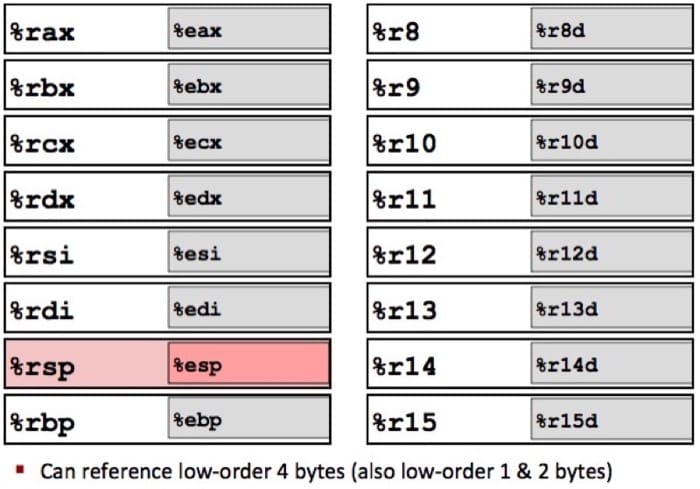 %rax %eax %r8 %r8d
%rbx %ebx %r9 %r9d
%rcx %ecx %r10 %r10d
%rdx %edx %r11 %r11d
%rsi %esi %r12 %r12d
%rdi %edi %r13 %r13d
%rsp %esp %r14 %r14d
%rbp %ebp %r15 %r15d
▪ Can reference low-order 4 bytes (also low-order 1 & 2 bytes)